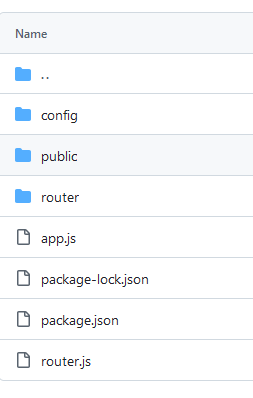 Name
..
config
public
router
app.js
package-lock.json
package.json
router.js